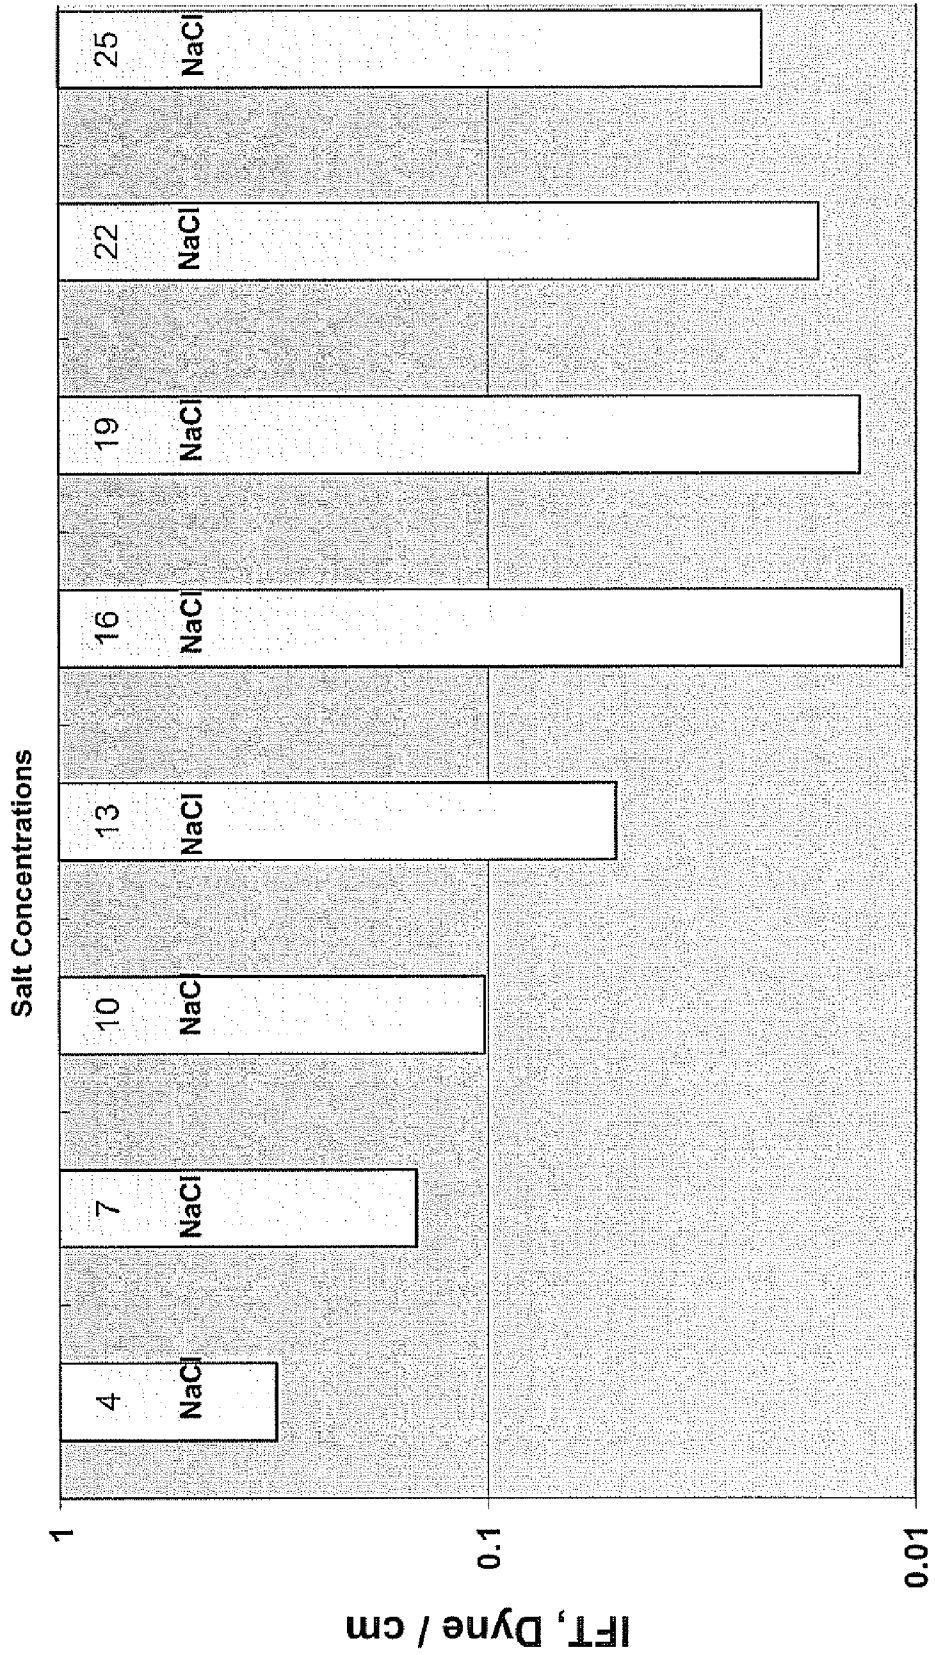 Salt Concentrations
4
NaCl
7
NaCl
10
NaCl
13
NaCl
16
NaCl
19
NaCl
22
NaCl
25
NaCl
1
0.1
0.01
IFT, Dyne / cm